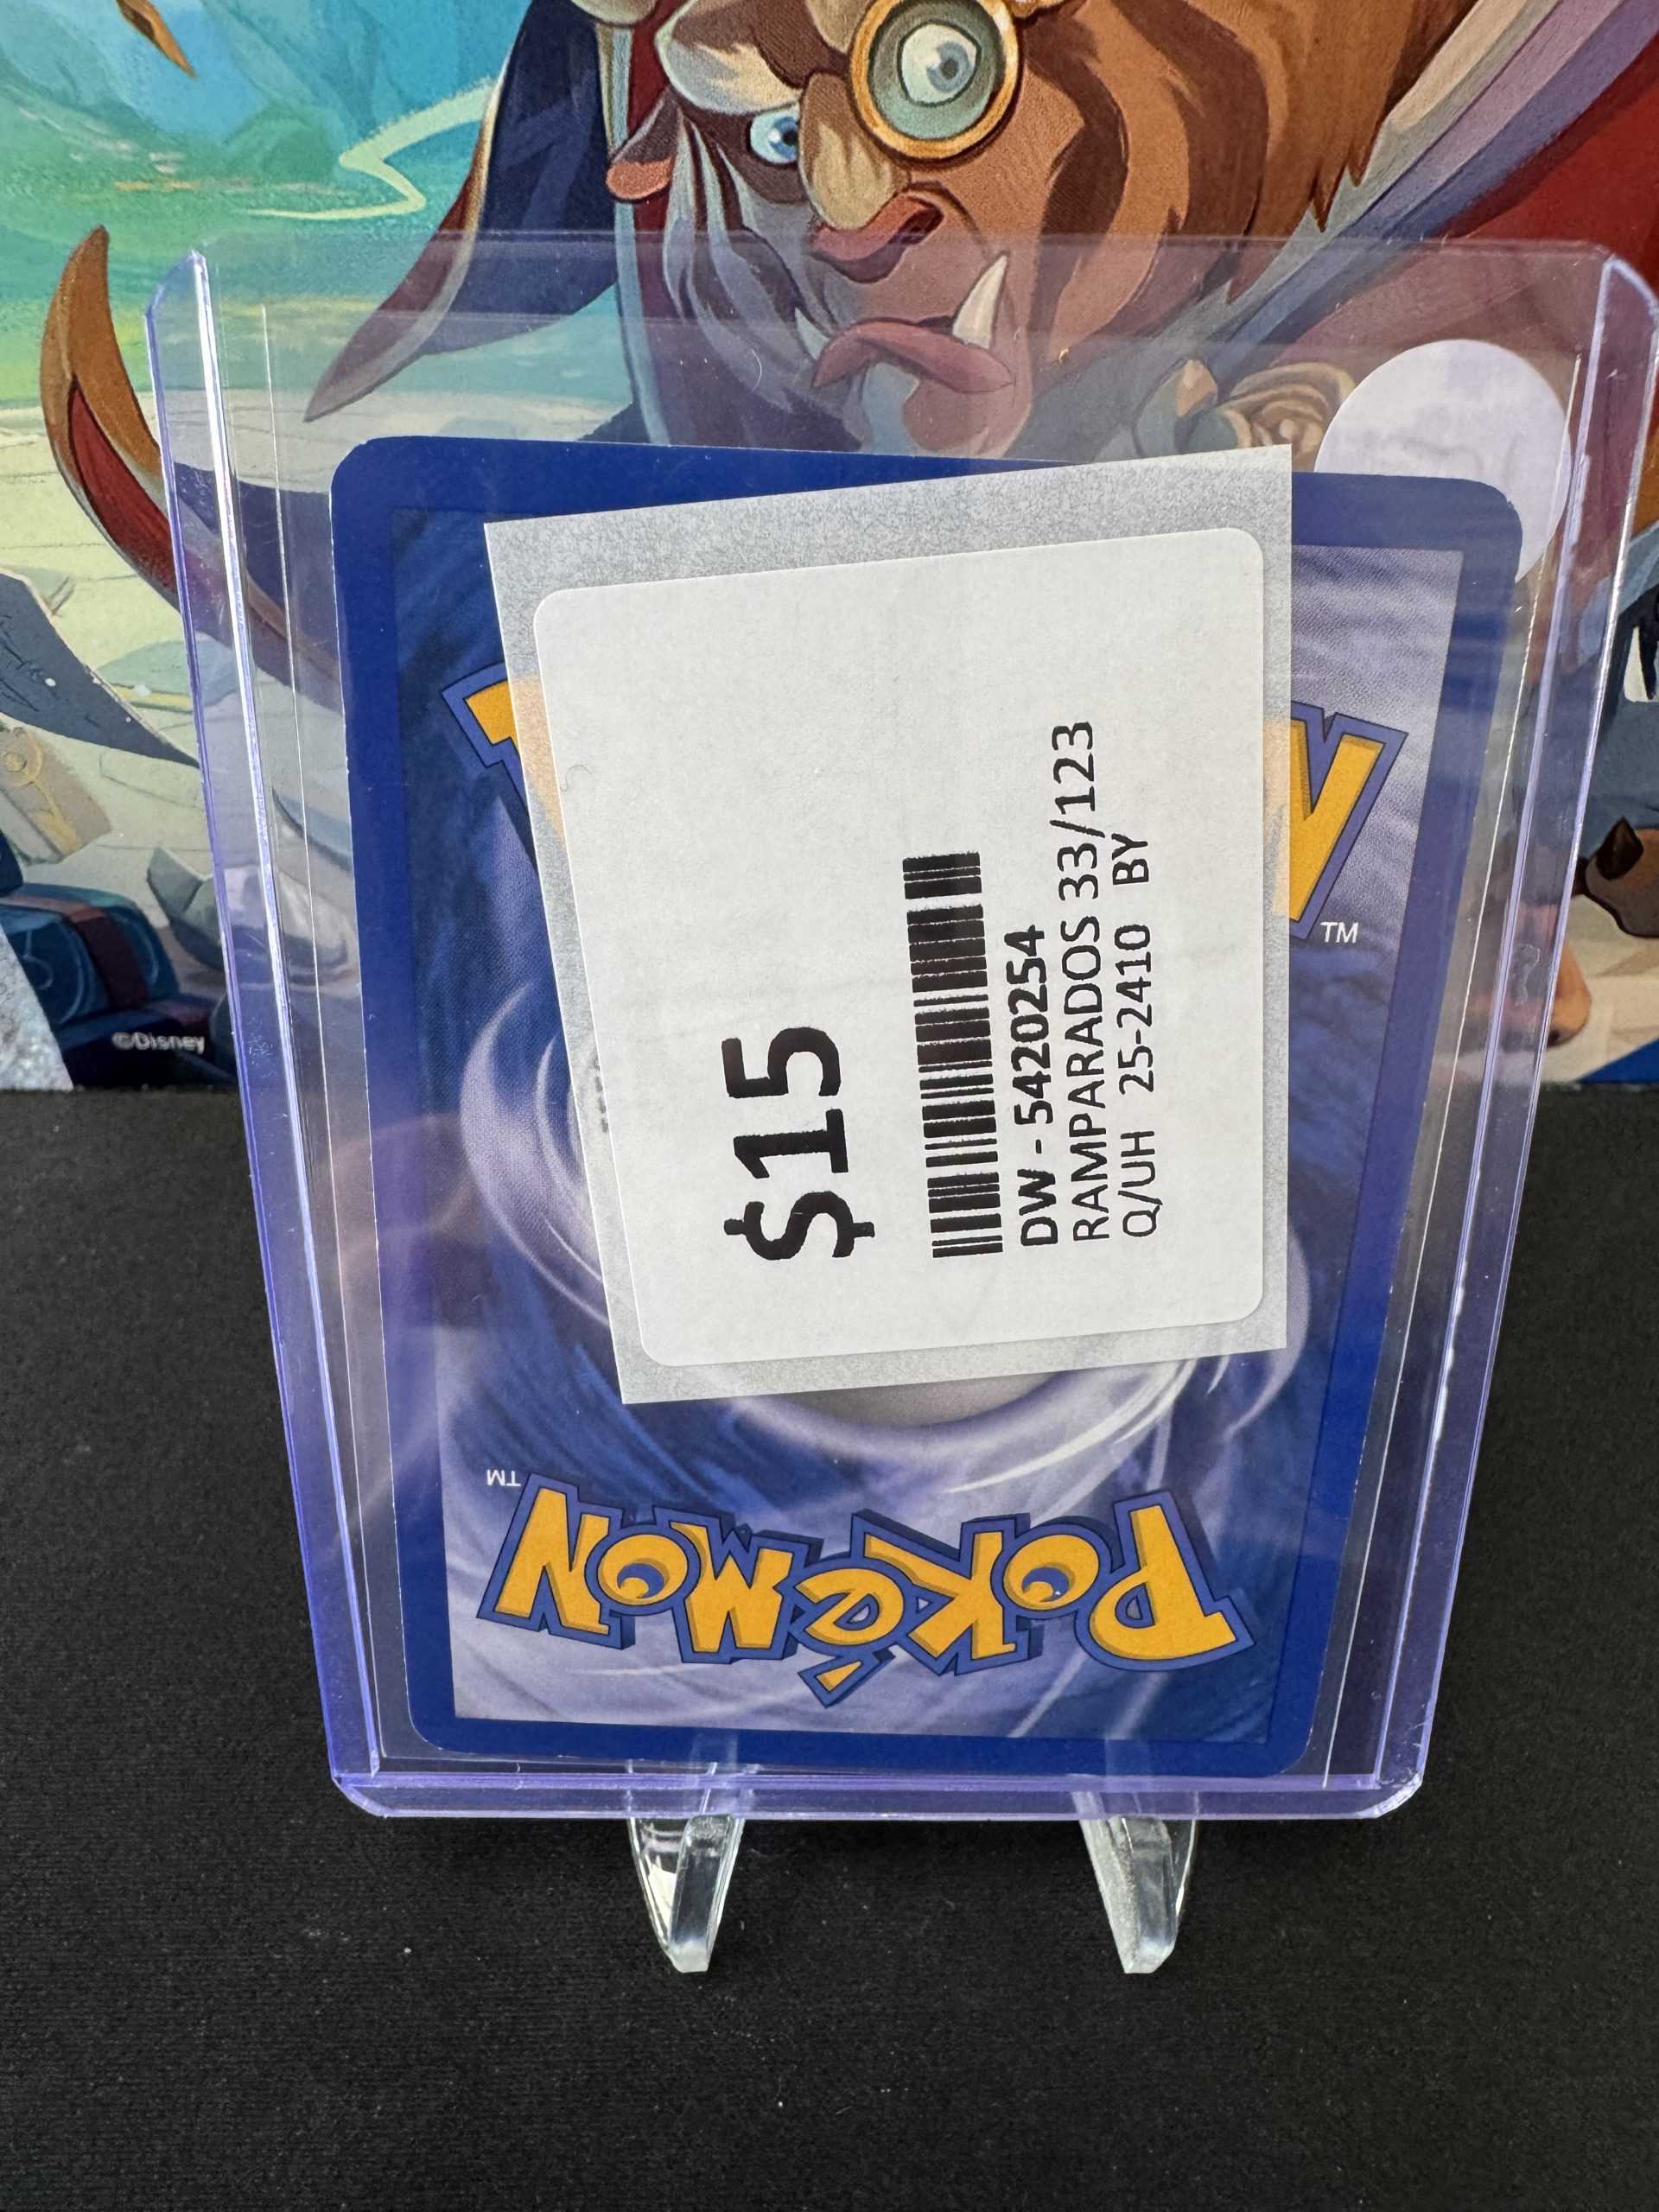 $15
DW - 5420254
RAMPARADOS 33/123
Q/UH 25-2410 BY
TM
TM
POKéMON
©Disney